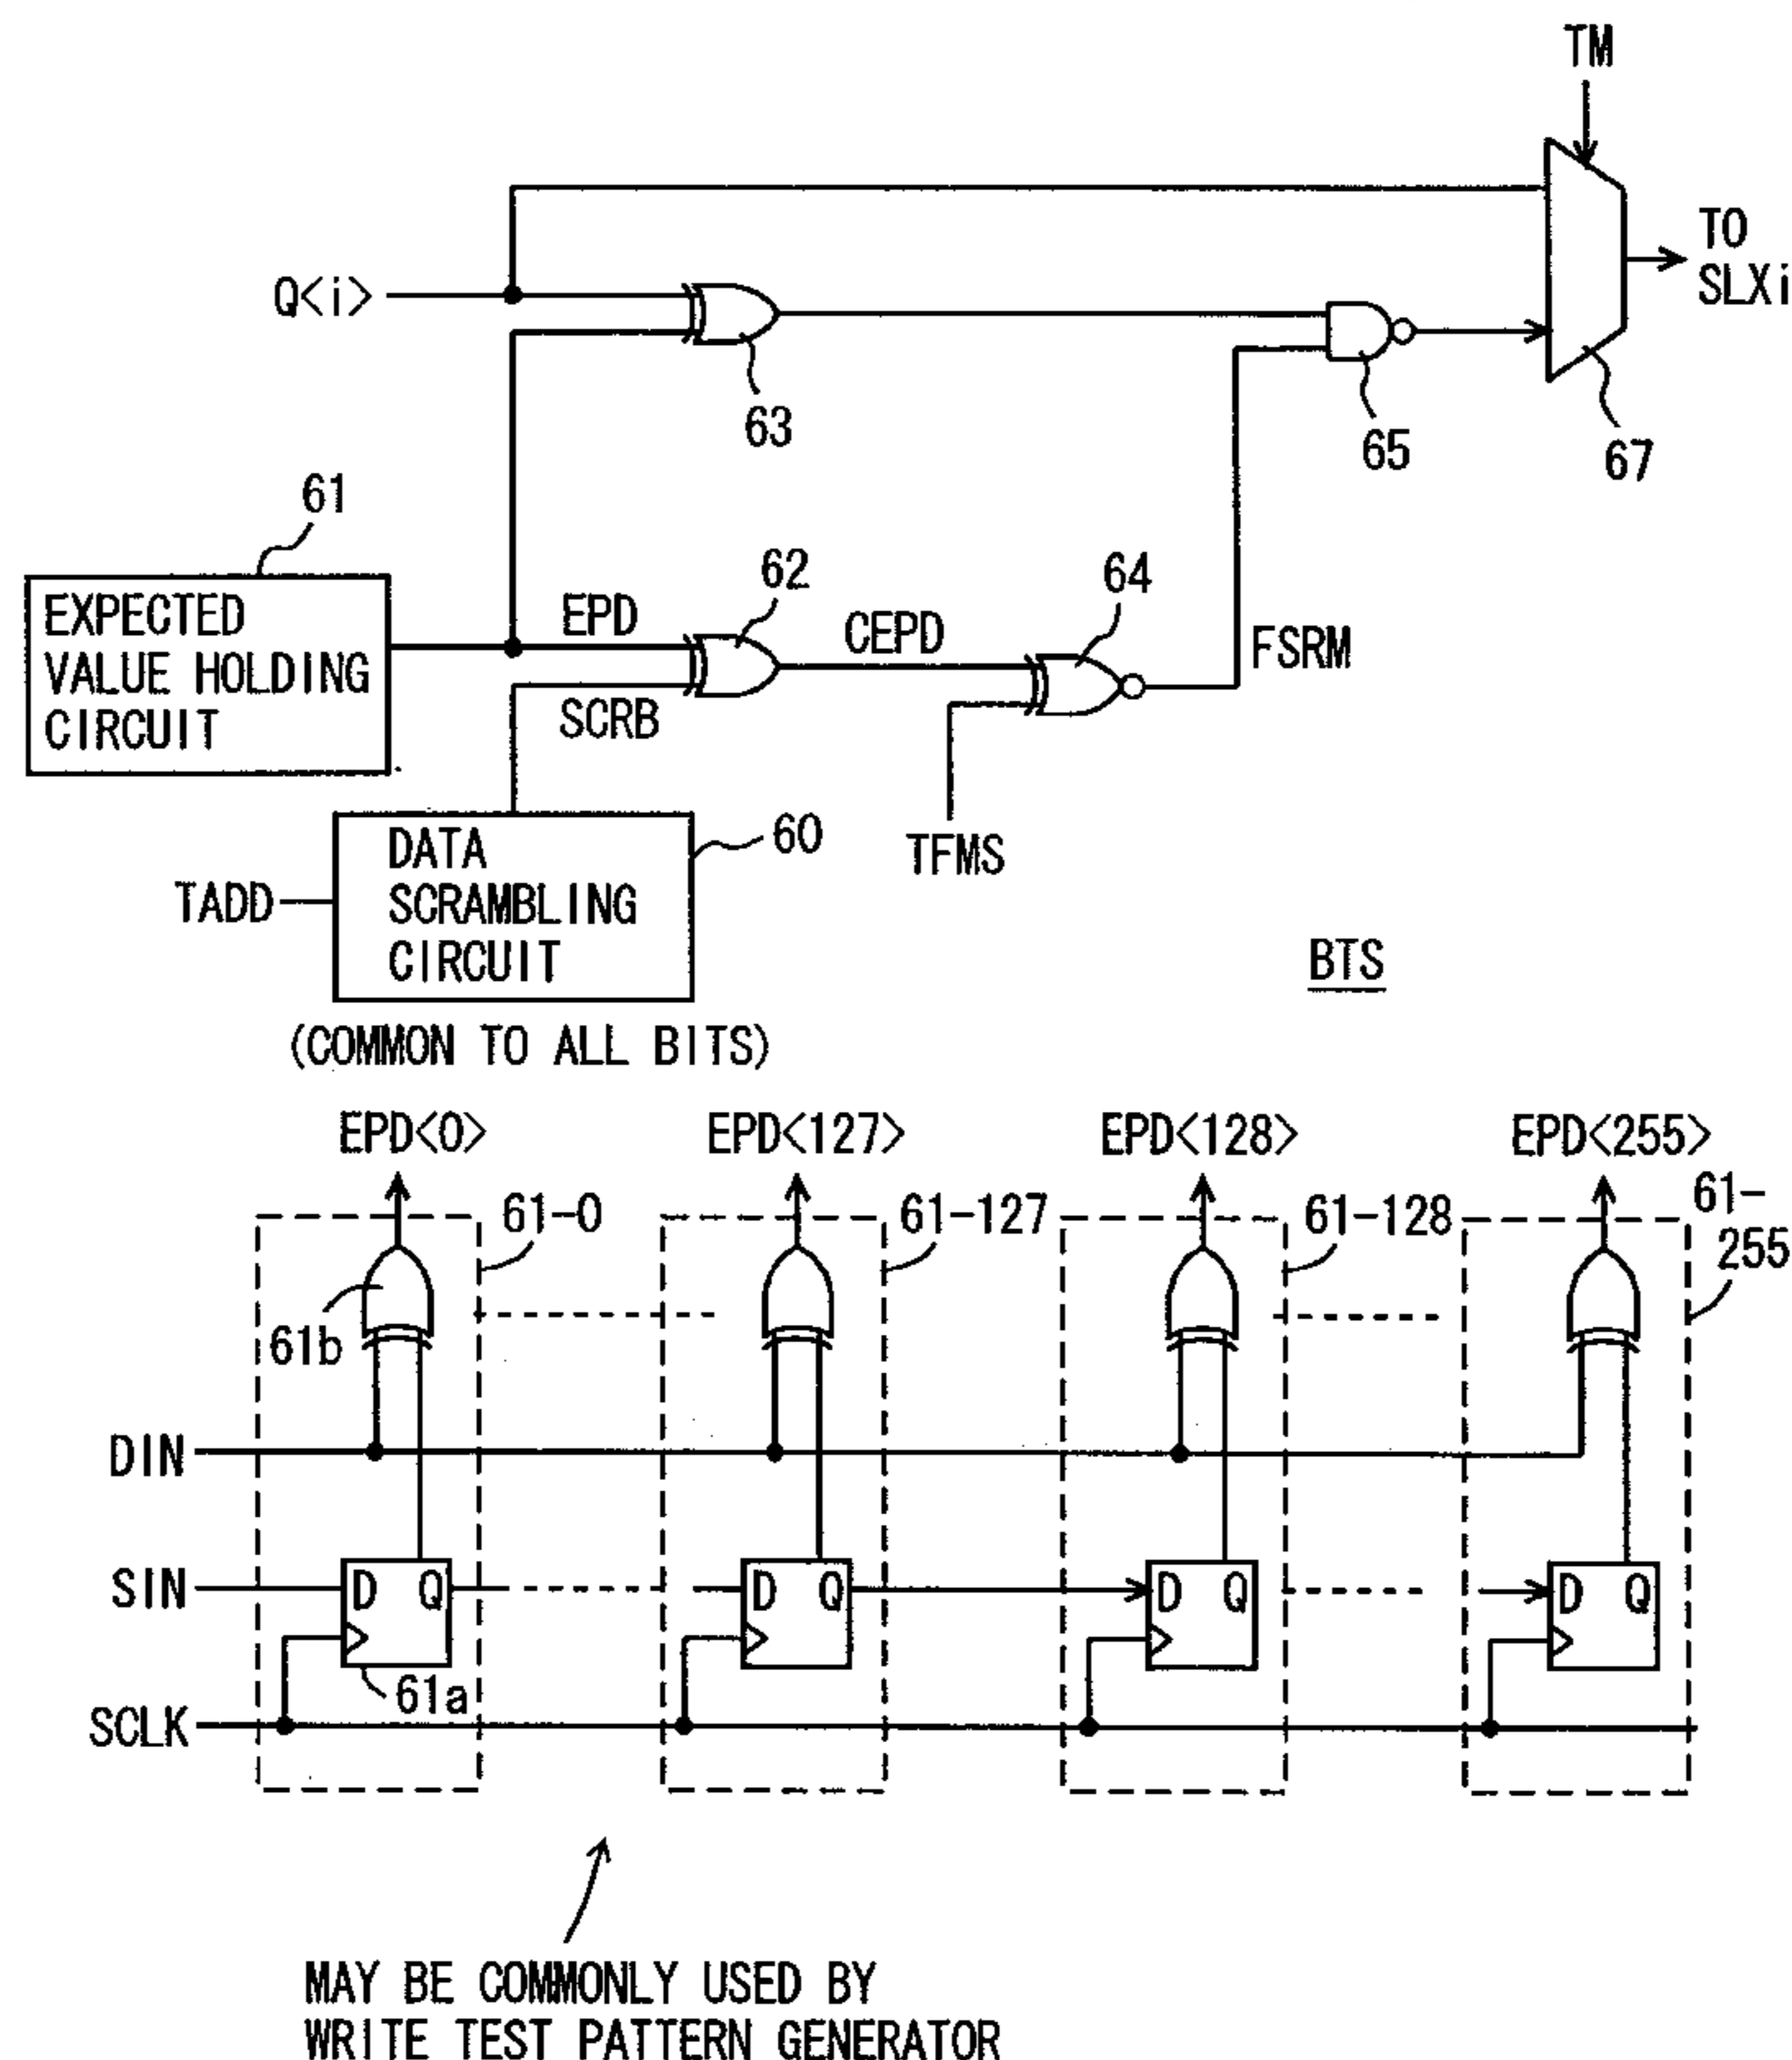 TM
TO
SLXi
Q<i>
63
65
67
61
EXPECTED
VALUE HOLDING
CIRCUIT
EPD
62
CEPD
64
FSRM
SCRB
DATA
SCRAMBLING
CIRCUIT
60
TFMS
TADD
BTS
(COMMON TO ALL BITS)
EPD<0>
EPD<127>
EPD<128>
EPD<255>
61-0
61-127
61-128
61-
255
61b
DIN
SIN
D Q
D Q
D Q
D Q
61a
SCLK
MAY BE COMMONLY USED BY
WRITE TEST PATTERN GENERATOR